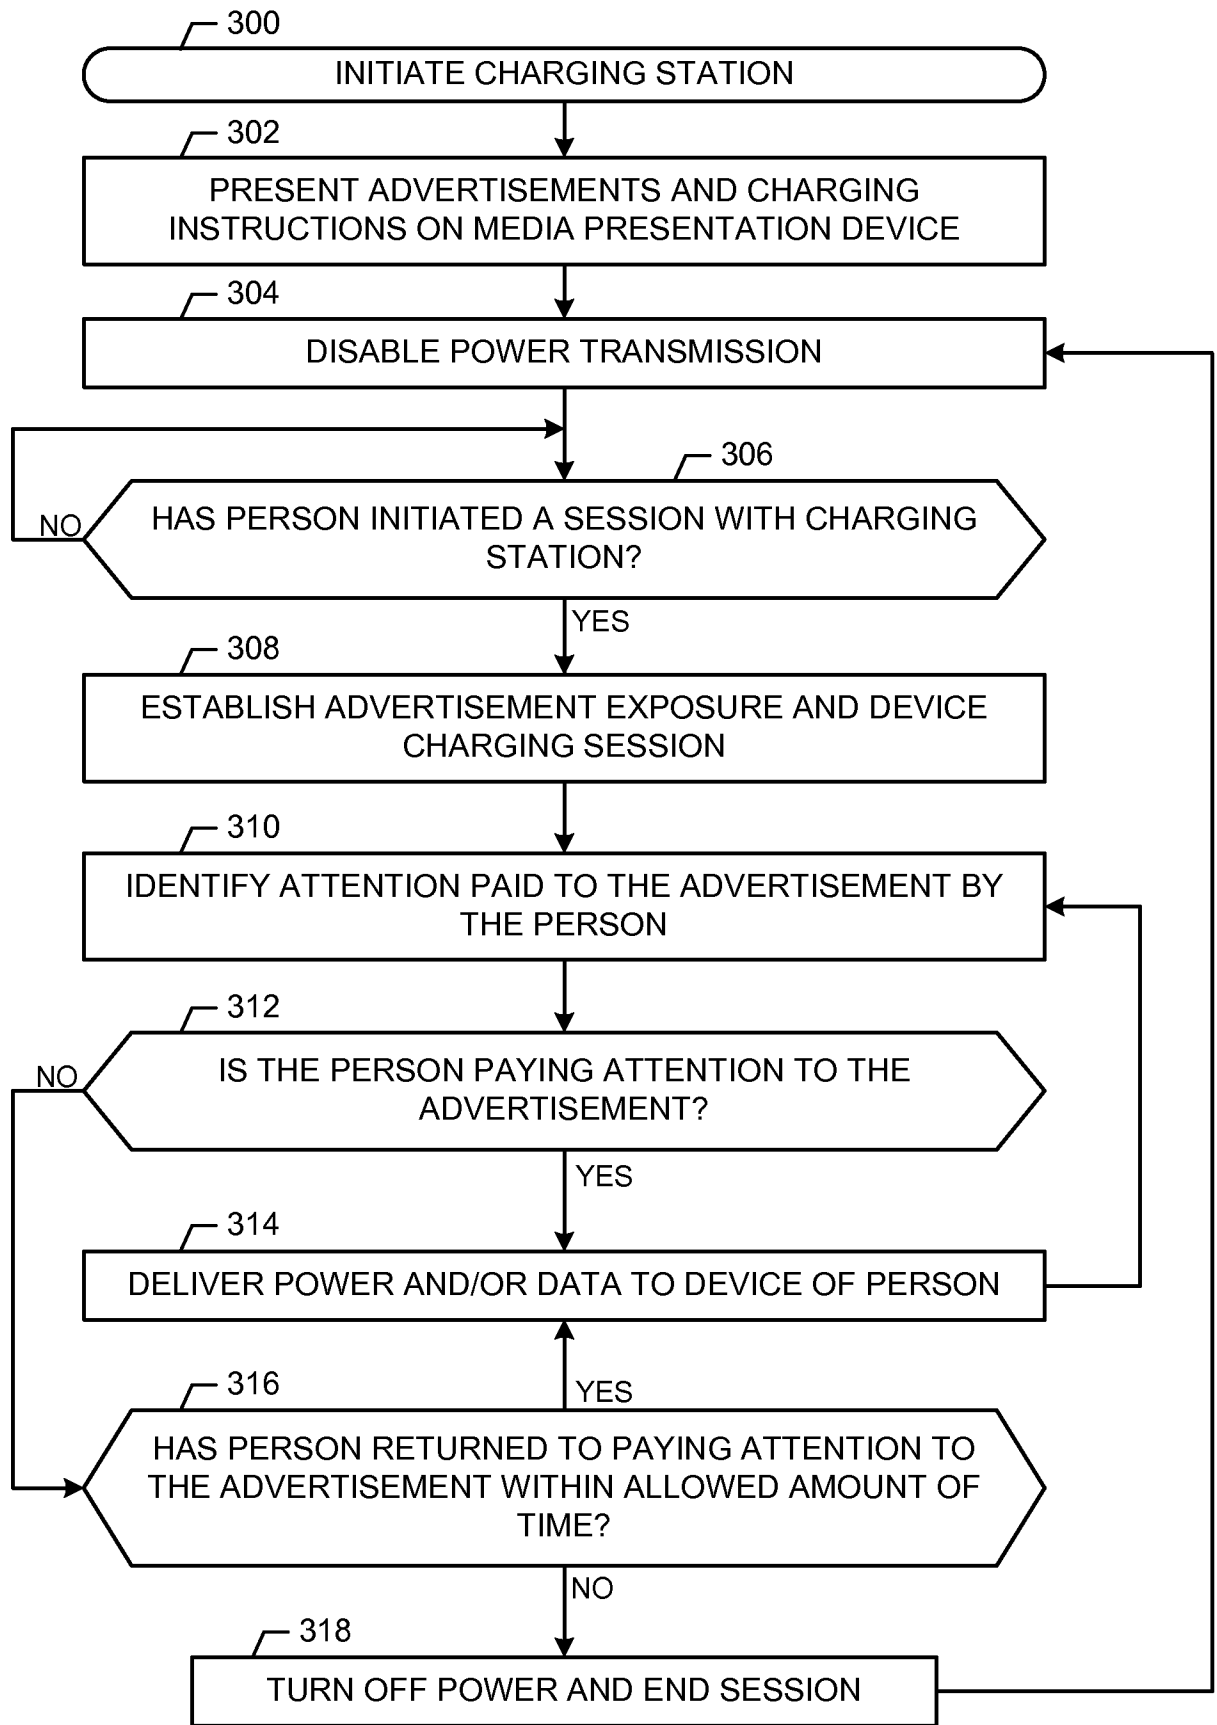 300
INITIATE CHARGING STATION
302
PRESENT ADVERTISEMENTS AND CHARGING
INSTRUCTIONS ON MEDIA PRESENTATION DEVICE
304
DISABLE POWER TRANSMISSION
306
HAS PERSON INITIATED A SESSION WITH CHARGING
STATION?
NO
YES
308
ESTABLISH ADVERTISEMENT EXPOSURE AND DEVICE
CHARGING SESSION
310
IDENTIFY ATTENTION PAID TO THE ADVERTISEMENT BY
THE PERSON
312
IS THE PERSON PAYING ATTENTION TO THE
ADVERTISEMENT?
NO
YES
314
DELIVER POWER AND/OR DATA TO DEVICE OF PERSON
316
YES
HAS PERSON RETURNED TO PAYING ATTENTION TO
THE ADVERTISEMENT WITHIN ALLOWED AMOUNT OF
TIME?
NO
318
TURN OFF POWER AND END SESSION